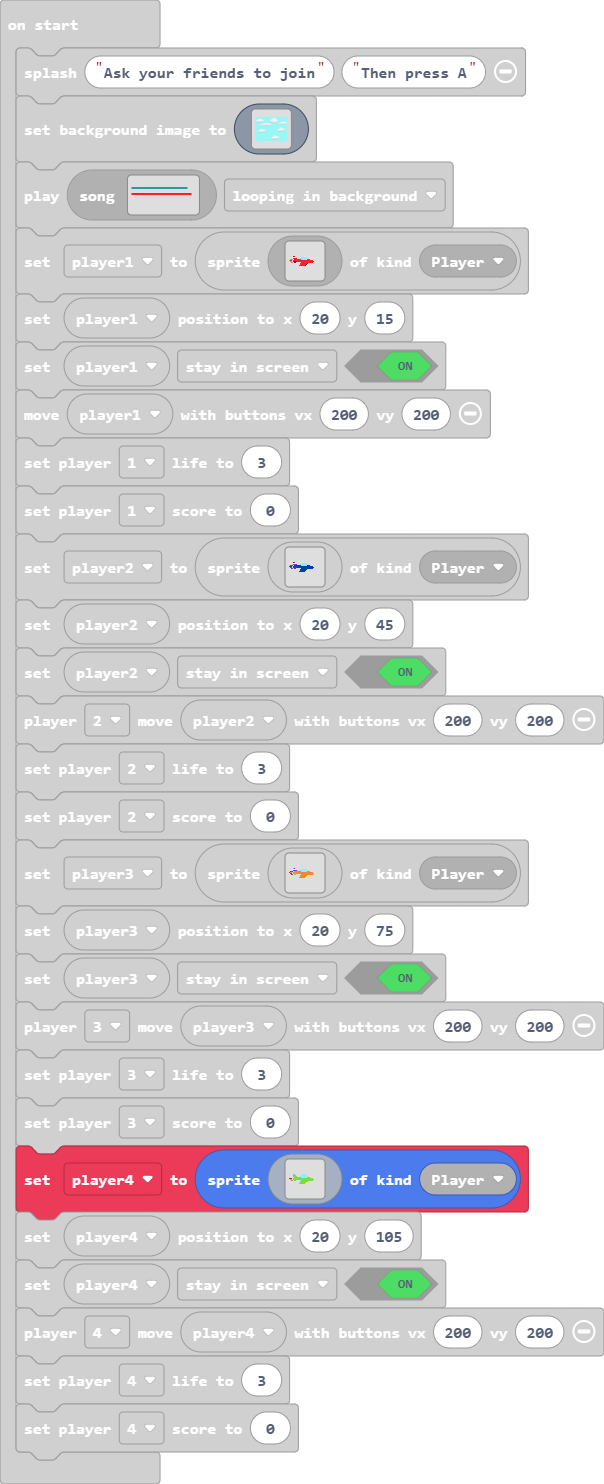 on start
splash "Ask your friends to join" "Then press A"
set background image to
play song looping in background
set player1 to sprite of kind Player
set player1 position to x 20 y 15
set player1 stay in screen ON
move player1 with buttons vx 200 vy 200
set player 1 life to 3
set player 1 score to 0
set player2 to sprite of kind Player
set player2 position to x 20 y 45
set player2 stay in screen ON
player 2 move player2 with buttons vx 200 vy 200
set player 2 life to 3
set player 2 score to 0
set player3 to sprite of kind Player
set player3 position to x 20 y 75
set player3 stay in screen ON
player 3 move player3 with buttons vx 200 vy 200
set player 3 life to 3
set player 3 score to 0
set player4 to sprite of kind Player
set player4 position to x 20 y 105
set player4 stay in screen ON
player 4 move player4 with buttons vx 200 vy 200
set player 4 life to 3
set player 4 score to 0